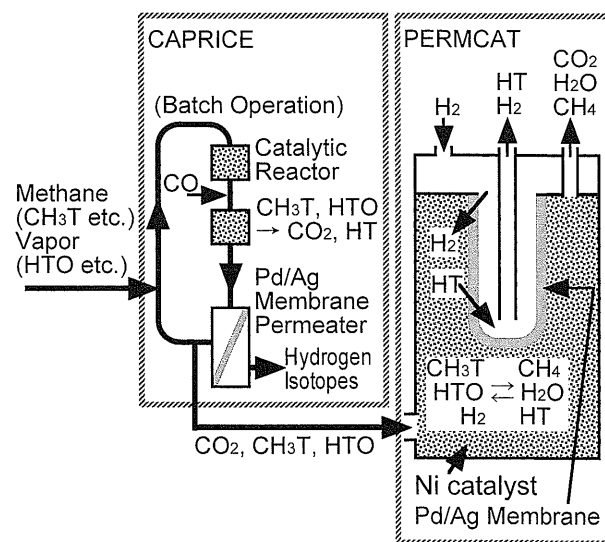 CAPRICE
(Batch Operation)
Catalytic
Reactor
CO
CH3T, HTO
→ CO2, HT
Methane
(CH3T etc.)
Vapor
(HTO etc.)
Pd/Ag
Membrane
Permeater
Hydrogen
Isotopes
CO2, CH3T, HTO
PERMCAT
H2
HT
H2
CO2
H2O
CH4
H2
HT
CH3T CH4
HTO ⇄ H2O
H2 HT
Ni catalyst
Pd/Ag Membrane